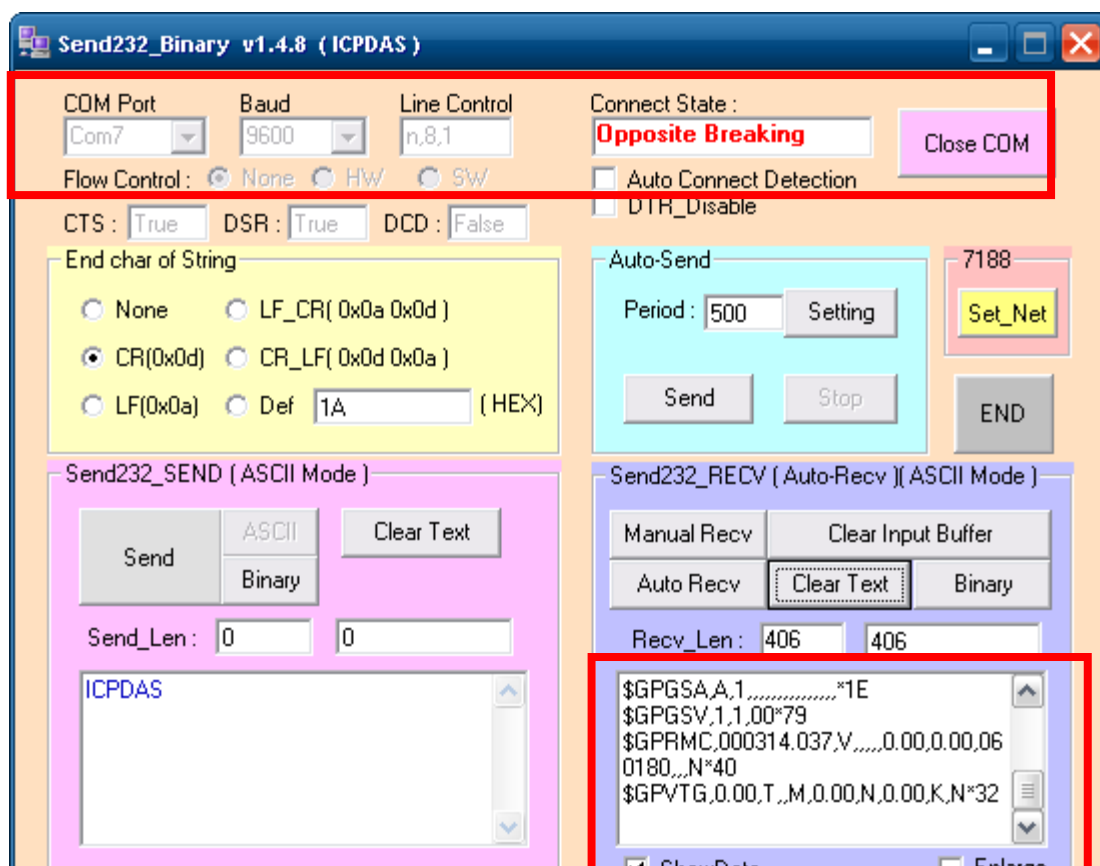 Send232_Binary v1.4.8 ( ICPDAS )
COM Port Baud Line Control Connect State :
Com7 9600 n,8,1 Opposite Breaking Close COM
Flow Control : None HW SW Auto Connect Detection
CTS : True DSR : True DCD : False DTR_Disable
End char of String
None LF_CR( 0x0a 0x0d )
CR(0x0d) CR_LF( 0x0d 0x0a )
LF(0x0a) Def 1A ( HEX)
Auto-Send
Period : 500 Setting
Send Stop
7188
Set_Net
END
Send232_SEND ( ASCII Mode )
Send ASCII Clear Text
Binary
Send_Len : 0 0
ICPDAS
Send232_RECV ( Auto-Recv )( ASCII Mode )
Manual Recv Clear Input Buffer
Auto Recv Clear Text Binary
Recv_Len : 406 406
$GPGSA,A,1,,,,,,,,,,,,,,,*1E
$GPGSV,1,1,00*79
$GPRMC,000314.037,V,,,,,0.00,0.00,06
0180,,,N*40
$GPVTG,0.00,T,,M,0.00,N,0.00,K,N*32
ShowData Enlarge